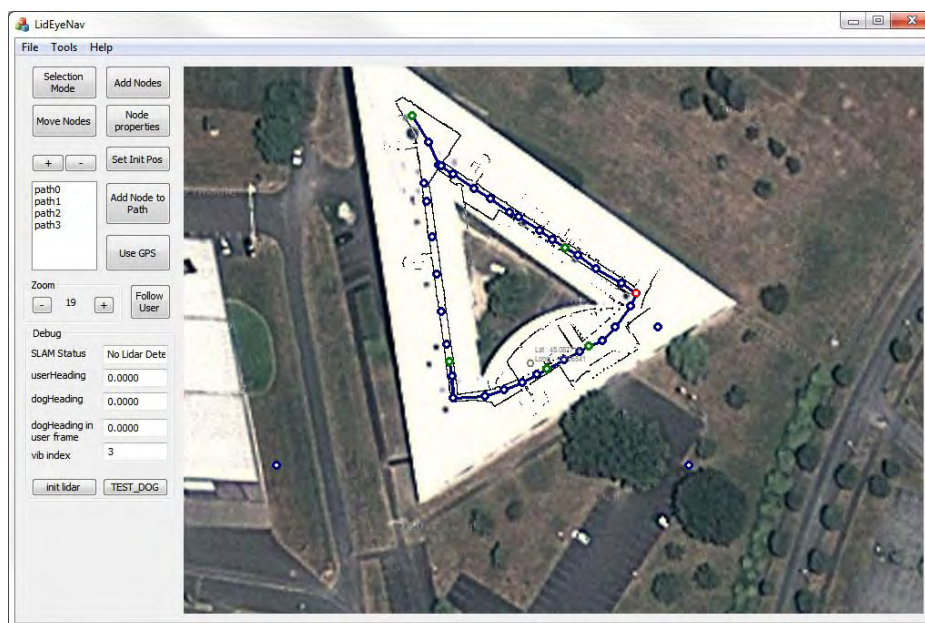 LidEyeNav
File Tools Help
Selection
Mode
Add Nodes
Move Nodes
Node
properties
+ -
Set Init Pos
path0
path1
path2
path3
Add Node to
Path
Use GPS
Zoom
- 19 +
Follow
User
Debug
SLAM Status No Lidar Dete
userHeading 0.0000
dogHeading 0.0000
dogHeading in
user frame 0.0000
vib index 3
init lidar TEST_DOG